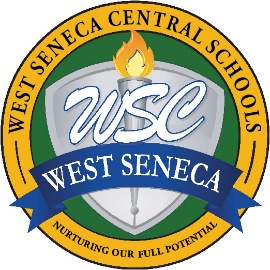 WEST SENECA CENTRAL SCHOOLS
WSC
WEST SENECA
NURTURING OUR FULL POTENTIAL